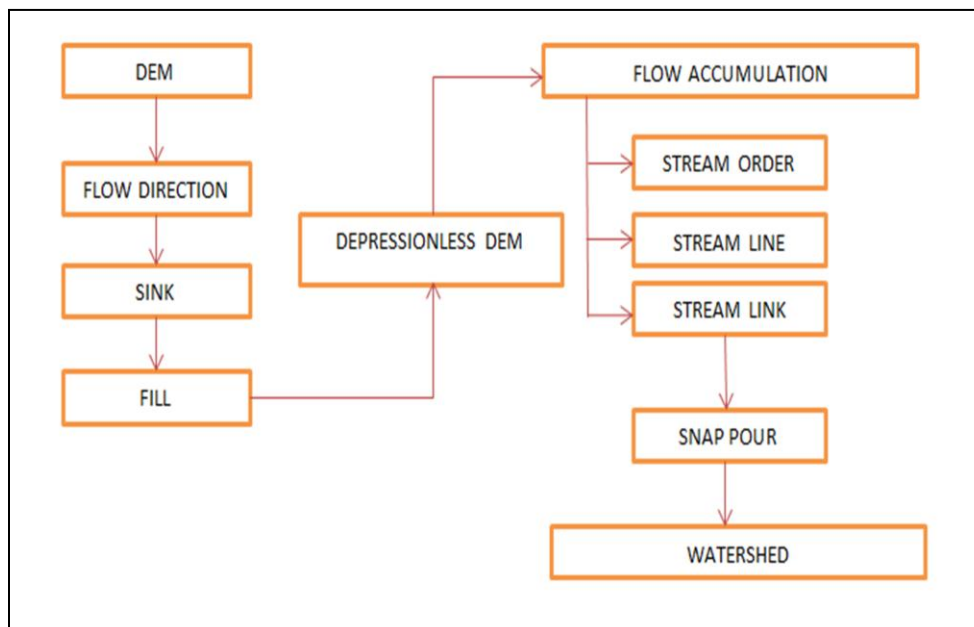 DEM
FLOW DIRECTION
SINK
FILL
DEPRESSIONLESS DEM
FLOW ACCUMULATION
STREAM ORDER
STREAM LINE
STREAM LINK
SNAP POUR
WATERSHED